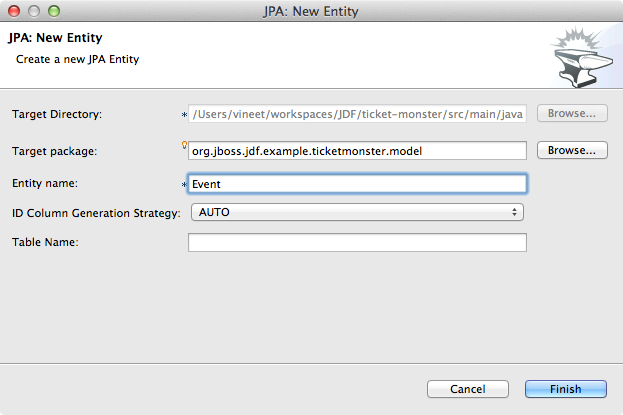 JPA: New Entity
JPA: New Entity
Create a new JPA Entity
Target Directory: * /Users/vineet/workspaces/JDF/ticket-monster/src/main/java Browse...
Target package: org.jboss.jdf.example.ticketmonster.model Browse...
Entity name: * Event
ID Column Generation Strategy: AUTO
Table Name:
Cancel Finish